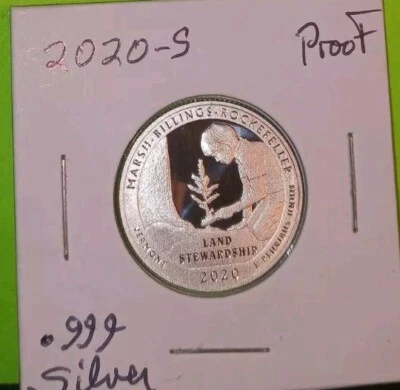 2020-S Proof
MARSH-BILLINGS-ROCKEFELLER
VERMONT
LAND
STEWARDSHIP
2020
E PLURIBUS UNUM
.999
Silver